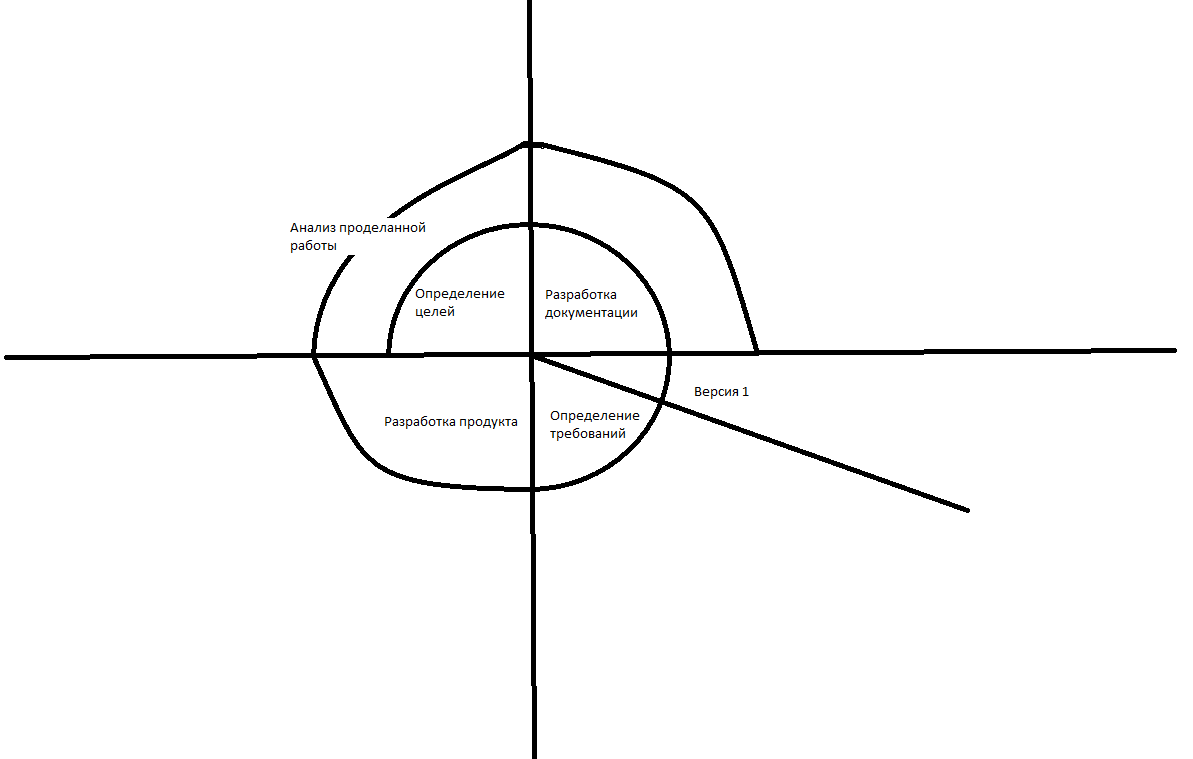 Анализ проделанной
работы
Определение
целей
Разработка
документации
Версия 1
Разработка продукта
Определение
требований